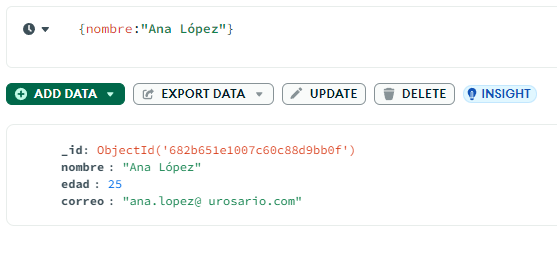 {nombre:"Ana López"}
ADD DATA EXPORT DATA UPDATE DELETE INSIGHT
_id: ObjectId('682b651e1007c60c88d9bb0f')
nombre : "Ana López"
edad : 25
correo : "ana.lopez@ urosario.com"